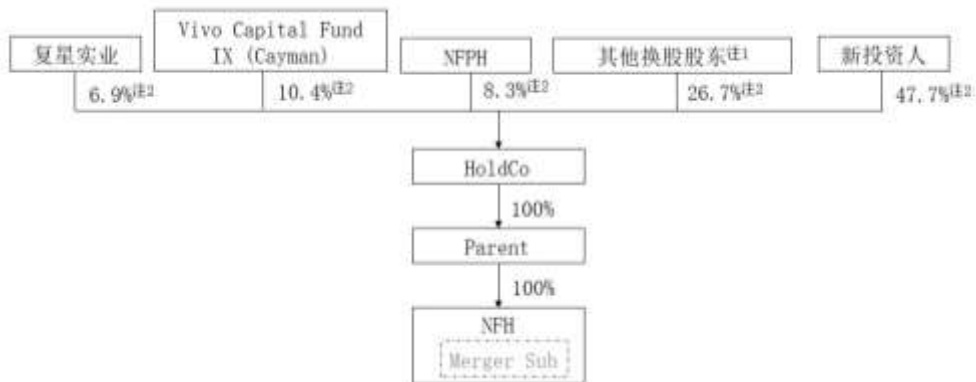 复星实业
Vivo Capital Fund
IX (Cayman)
NFPH
其他换股股东注1
新投资人
6.9%注2
10.4%注2
8.3%注2
26.7%注2
47.7%注2
HoldCo
100%
Parent
100%
NFH
Merger Sub